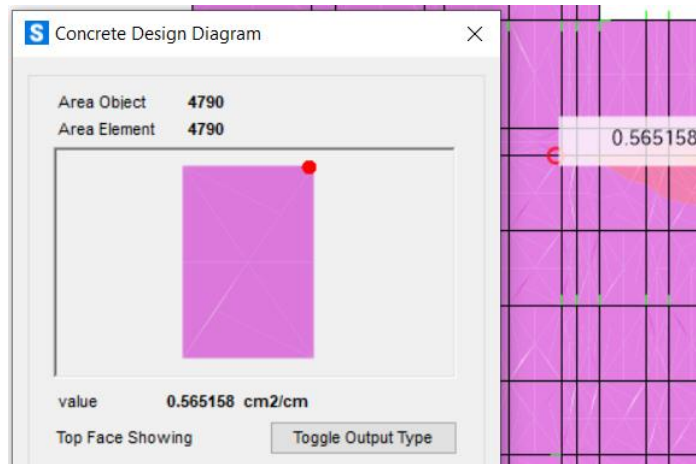 S Concrete Design Diagram
Area Object 4790
Area Element 4790
0.565158
value 0.565158 cm2/cm
Top Face Showing Toggle Output Type